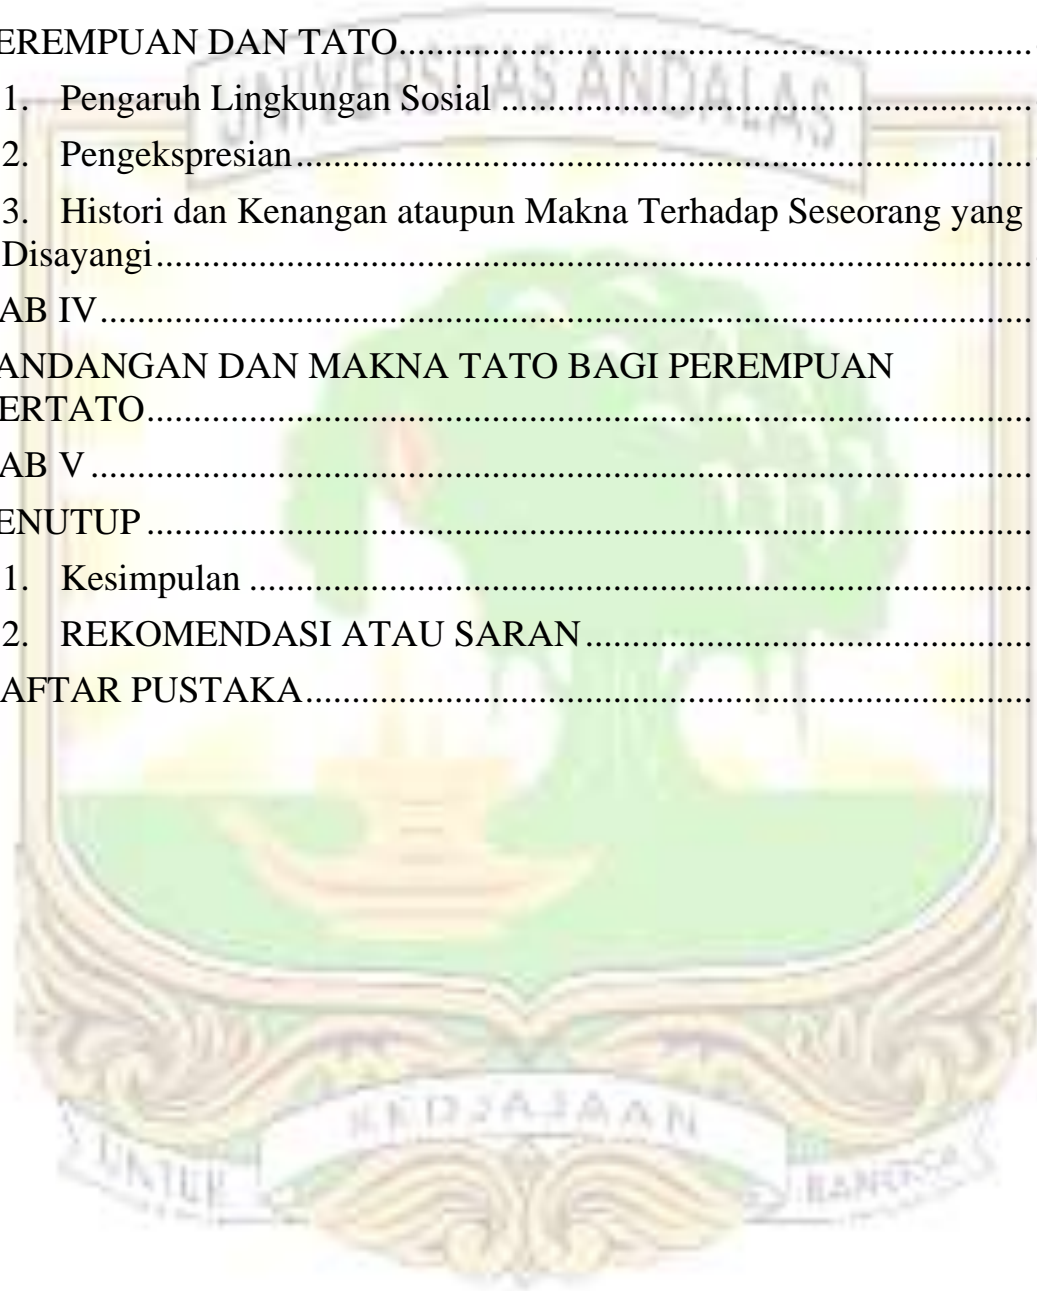 UNIVERSITAS ANDALAS
EREMPUAN DAN TATO......................................................................
1. Pengaruh Lingkungan Sosial ...........................................................
2. Pengekspresian..................................................................................
3. Histori dan Kenangan ataupun Makna Terhadap Seseorang yang
Disayangi.................................................................................................
AB IV.......................................................................................................
ANDANGAN DAN MAKNA TATO BAGI PEREMPUAN
ERTATO..................................................................................................
AB V ........................................................................................................
ENUTUP ..................................................................................................
1. Kesimpulan .......................................................................................
2. REKOMENDASI ATAU SARAN..................................................
AFTAR PUSTAKA.................................................................................
UNTUK KEDJAJAAN BANGSA